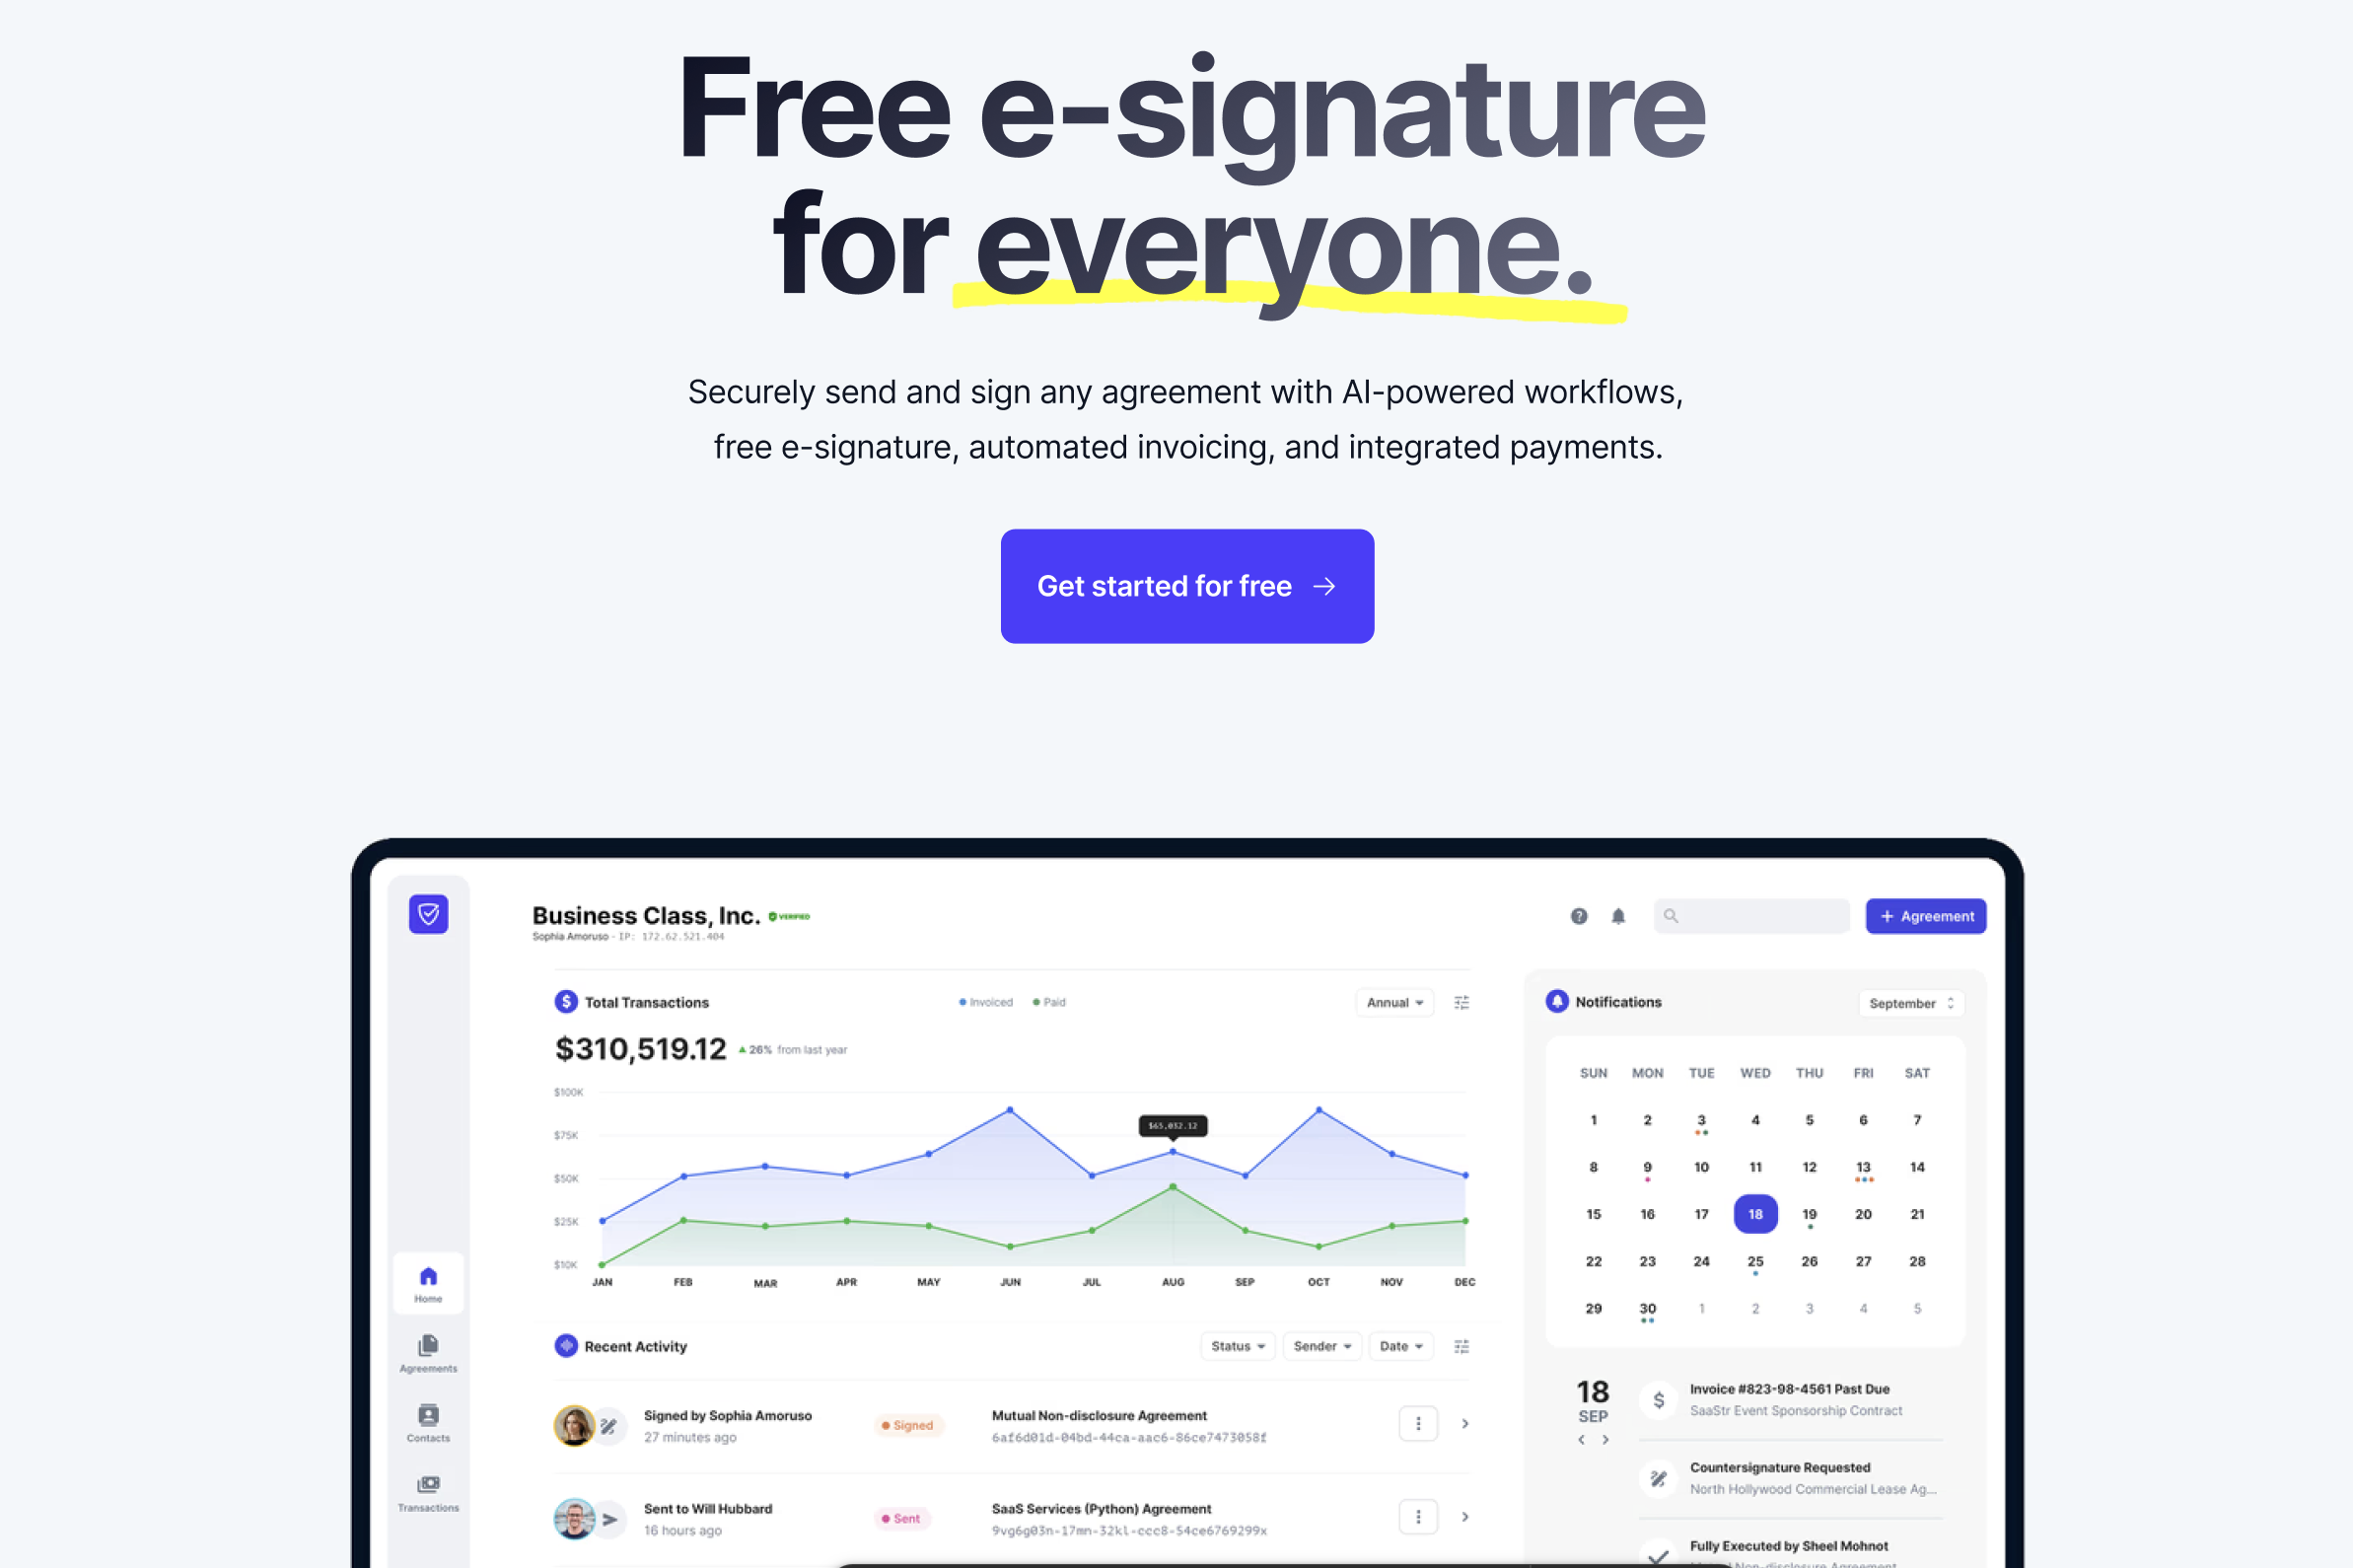 Free e-signature
for everyone.
Securely send and sign any agreement with AI-powered workflows,
free e-signature, automated invoicing, and integrated payments.
Get started for free
Business Class, Inc. VERIFIED
Sophia Amoruso - IP: 172.62.521.404
+ Agreement
Total Transactions
Invoiced Paid
Annual
$310,519.12 26% from last year
$100K
$75K
$50K
$25K
$10K
$65,032.12
JAN FEB MAR APR MAY JUN JUL AUG SEP OCT NOV DEC
Notifications
September
SUN MON TUE WED THU FRI SAT
1 2 3 4 5 6 7
8 9 10 11 12 13 14
15 16 17 18 19 20 21
22 23 24 25 26 27 28
29 30 1 2 3 4 5
Home
Agreements
Contacts
Transactions
Recent Activity
Status Sender Date
Signed by Sophia Amoruso
27 minutes ago
Signed
Mutual Non-disclosure Agreement
6af6d01d-04bd-44ca-aac6-86ce7473058f
Sent to Will Hubbard
16 hours ago
Sent
SaaS Services (Python) Agreement
9vg6g03n-17mn-32kl-ccc8-54ce6769299x
18
SEP
Invoice #823-98-4561 Past Due
SaaStr Event Sponsorship Contract
Countersignature Requested
North Hollywood Commercial Lease Ag...
Fully Executed by Sheel Mohnot
Non-disclosure Agreement